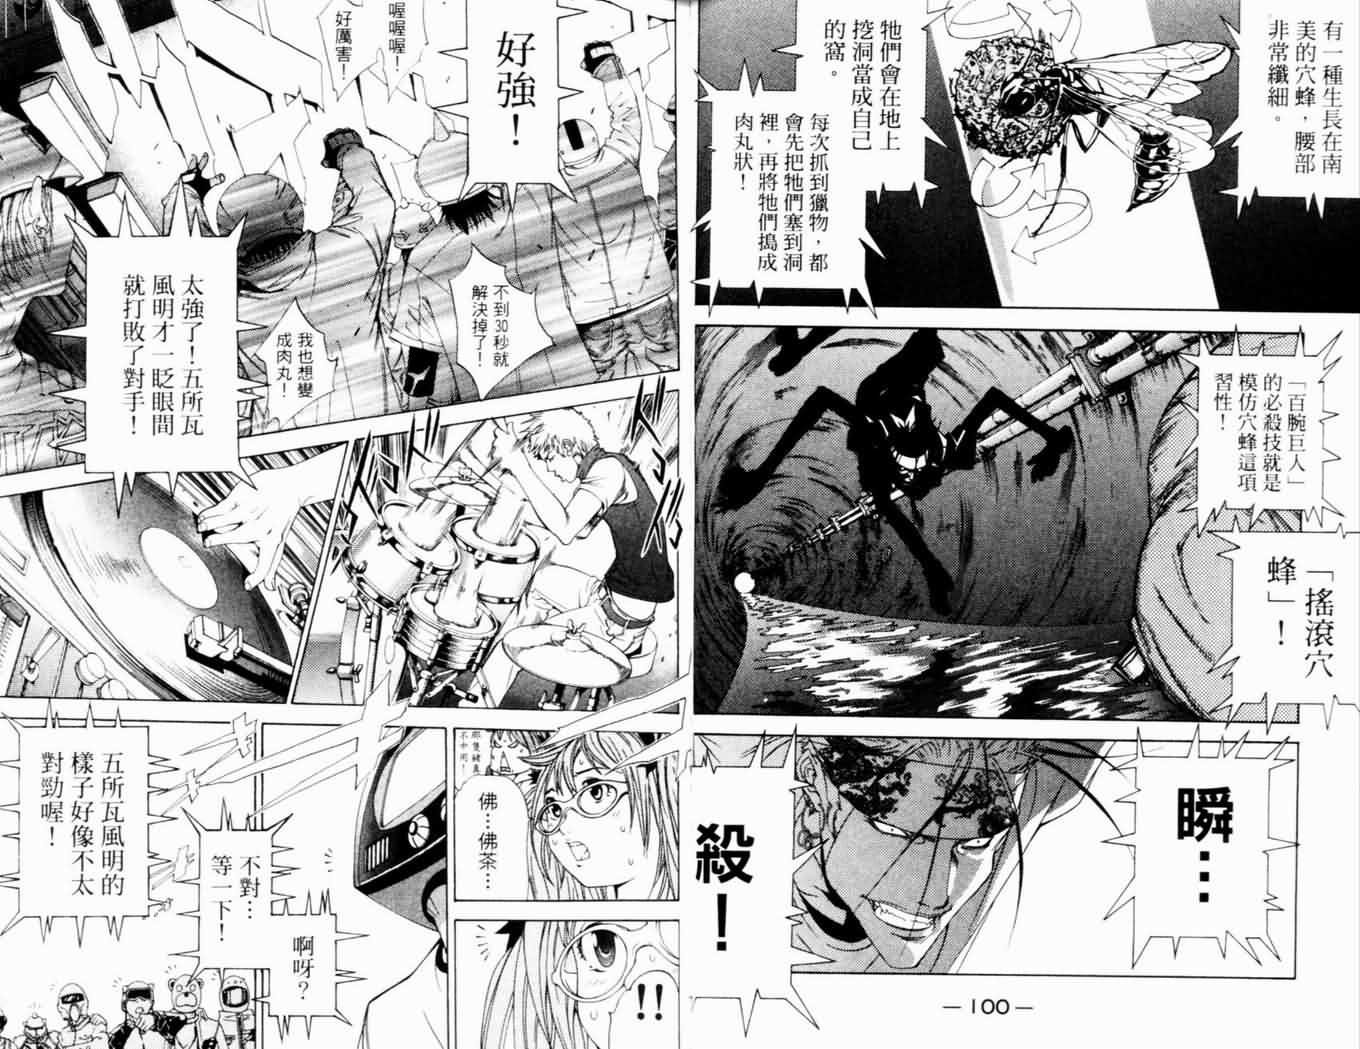 有一種生長在南
美的穴蜂，腰部
非常纖細。
牠們會在地上
挖洞當成自己
的窩。
每次抓到獵物，都
會先把牠們塞到洞
裡，再將牠們搗成
肉丸狀！
「百腕巨人」
的必殺技就是
模仿穴蜂這項
習性！
「搖滾穴
蜂」！
瞬…
殺！
—100—
好強！
喔喔喔！
好厲害！
不到30秒就
解決掉了！
我也想變
成肉丸！
太強了！五所瓦
風明才一眨眼間
就打敗了對手！
那隻豬真
不中用！
佛…佛茶…
!!
不對…
等一下！
啊呀？
五所瓦風明的
樣子好像不太
對勁喔！